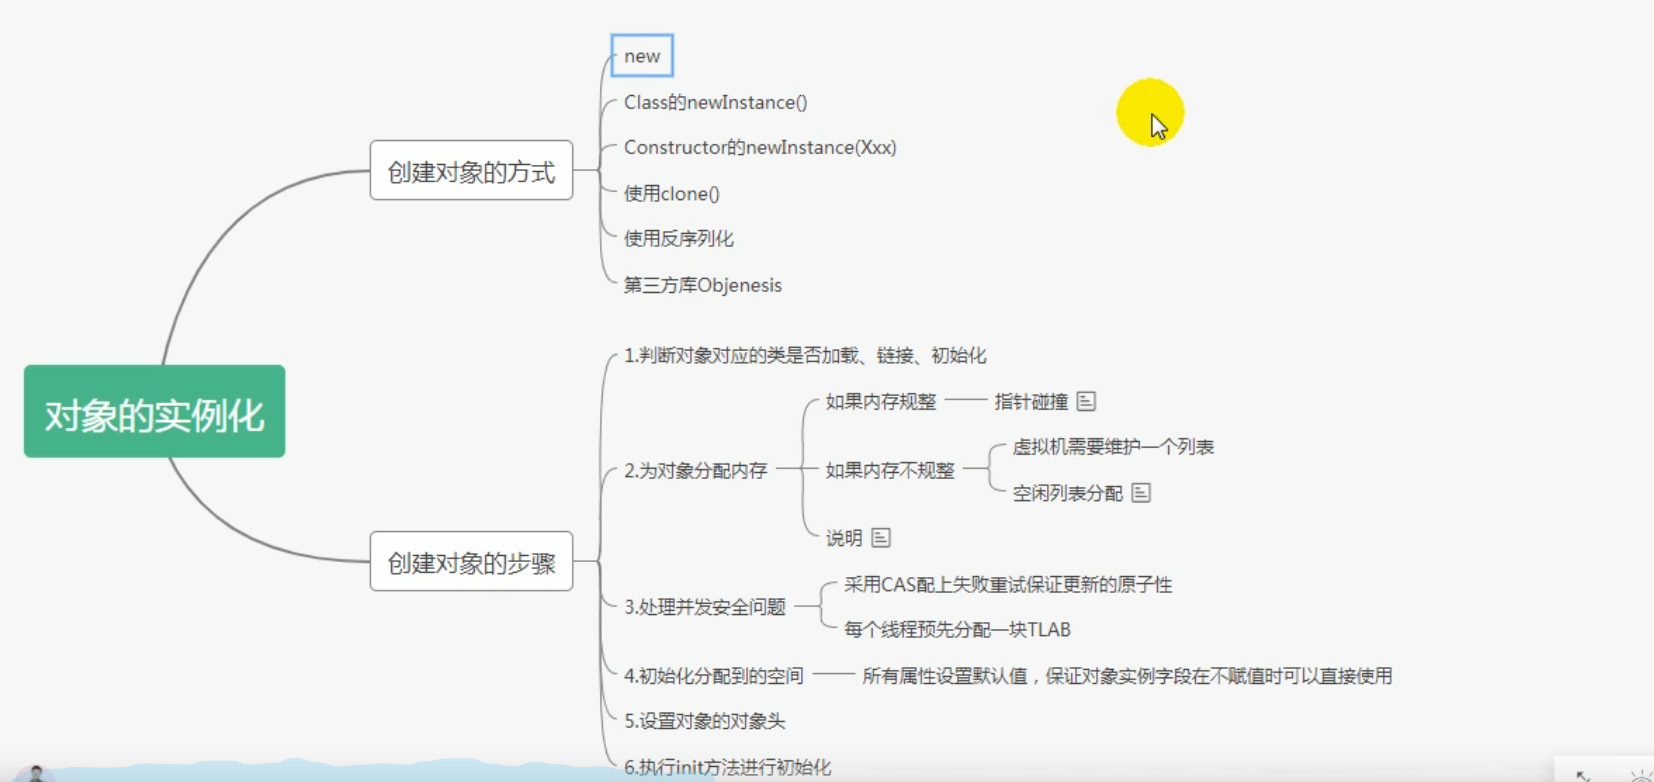 对象的实例化
创建对象的方式
new
Class的newInstance()
Constructor的newInstance(Xxx)
使用clone()
使用反序列化
第三方库Objenesis
创建对象的步骤
1.判断对象对应的类是否加载、链接、初始化
2.为对象分配内存
如果内存规整
指针碰撞
如果内存不规整
虚拟机需要维护一个列表
空闲列表分配
说明
3.处理并发安全问题
采用CAS配上失败重试保证更新的原子性
每个线程预先分配一块TLAB
4.初始化分配到的空间
所有属性设置默认值，保证对象实例字段在不赋值时可以直接使用
5.设置对象的对象头
6.执行init方法进行初始化